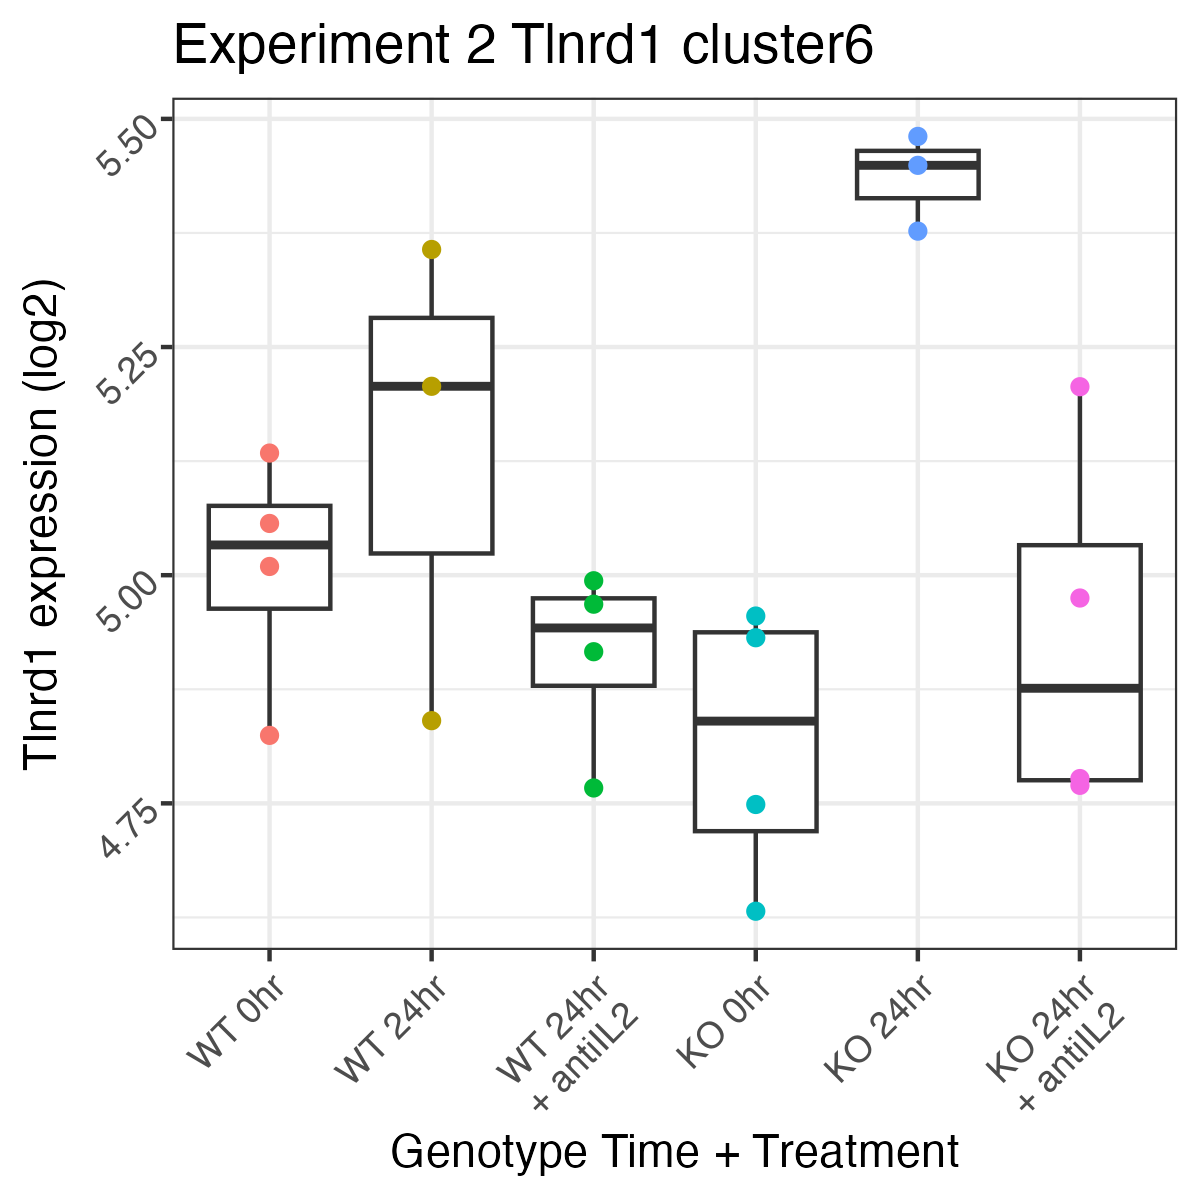 Experiment 2 Tlnrd1 cluster6
Tlnrd1 expression (log2)
5.50
5.25
5.00
4.75
WT 0hr
WT 24hr
WT 24hr
+ antiIL2
KO 0hr
KO 24hr
KO 24hr
+ antiIL2
Genotype Time + Treatment